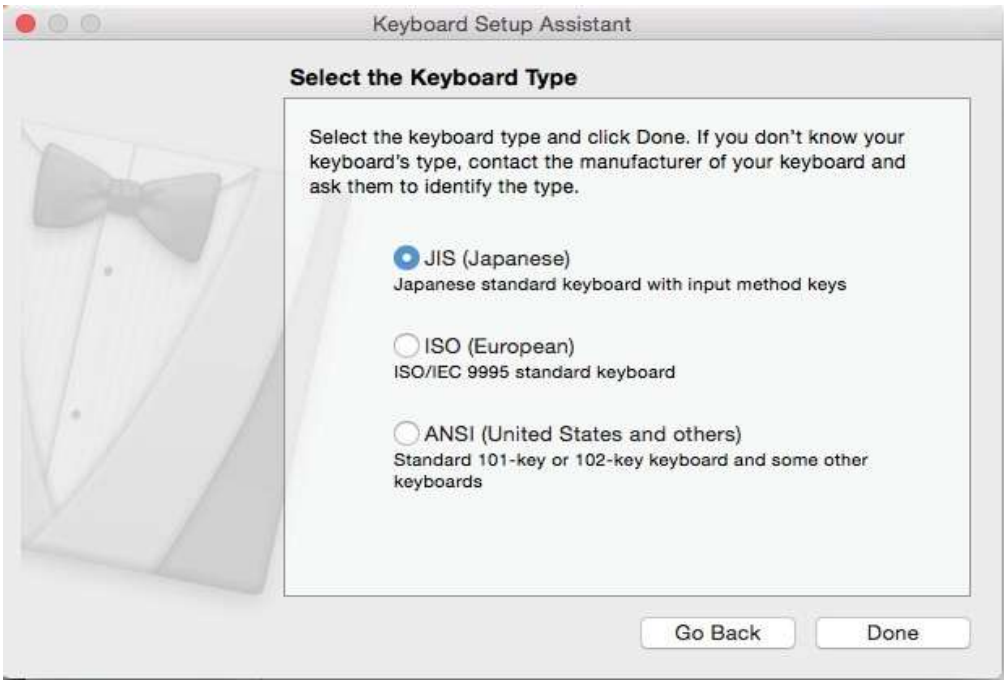 Keyboard Setup Assistant
Select the Keyboard Type
Select the keyboard type and click Done. If you don't know your
keyboard's type, contact the manufacturer of your keyboard and
ask them to identify the type.
JIS (Japanese)
Japanese standard keyboard with input method keys
ISO (European)
ISO/IEC 9995 standard keyboard
ANSI (United States and others)
Standard 101-key or 102-key keyboard and some other
keyboards
Go Back
Done